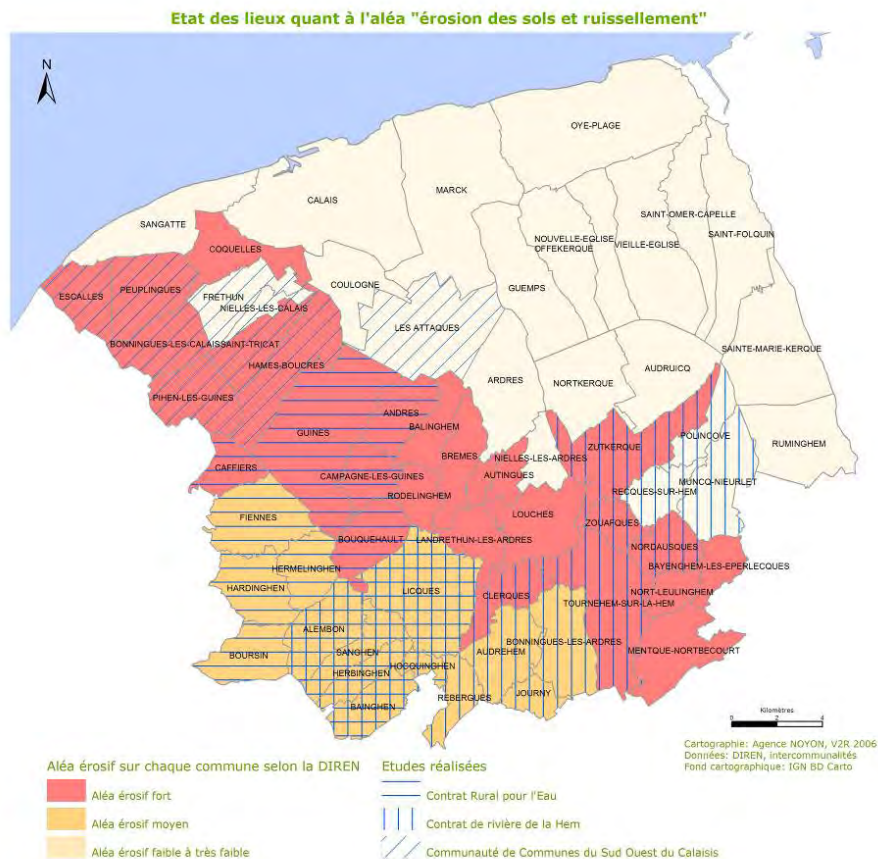 Etat des lieux quant à l'aléa "érosion des sols et ruissellement"
N
OYE-PLAGE
CALAIS
MARCK
SANGATTE
SAINT-OMER-CAPELLE
SAINT-FOLQUIN
COQUELLES
NOUVELLE-EGLISE
OFFEKERQUE
VIEILLE-EGLISE
COULOGNE
GUEMPS
PEUPLINGUES
ESCALLES
FRETHUN
NIELLES-LES-CALAIS
LES ATTAQUES
BONNINGUES-LES-CALAIS
SAINT-TRICAT
SAINTE-MARIE-KERQUE
HAMES-BOUCRES
AUDRUICQ
ARDRES
NORTKERQUE
PIHEN-LES-GUINES
ANDRES
BALINGHEM
GUINES
POLINCOVE
RUMINGHEM
ZUTKERQUE
BREMES
NIELLES-LES-ARDRES
CAFFIERS
CAMPAGNE-LES-GUINES
AUTINGUES
MUNCQ-NIEURLET
RECQUES-SUR-HEM
RODELINGHEM
LOUCHES
FIENNES
ZOUAFQUES
BOUQUEHAULT
LANDRETHUN-LES-ARDRES
NORDAUSQUES
HERMELINGHEN
BAYENGHEM-LES-EPERLECQUES
HARDINGHEN
LICQUES
CLERQUES
NORT-LEULINGHEM
TOURNEHEM-SUR-LA-HEM
ALEMBON
BONNINGUES-LES-ARDRES
BOURSIN
SANGHEN
AUDREHEM
MENTQUE-NORTBECOURT
HOCQUINGHEN
HERBINGHEN
REBERGUES
JOURNY
BAINGHEN
Kilomètres
0 2 4
Cartographie: Agence NOYON, V2R 2006
Données: DIREN, intercommunalités
Fond cartographique: IGN BD Carto
Aléa érosif sur chaque commune selon la DIREN
Aléa érosif fort
Aléa érosif moyen
Aléa érosif faible à très faible
Etudes réalisées
Contrat Rural pour l'Eau
Contrat de rivière de la Hem
Communauté de Communes du Sud Ouest du Calaisis